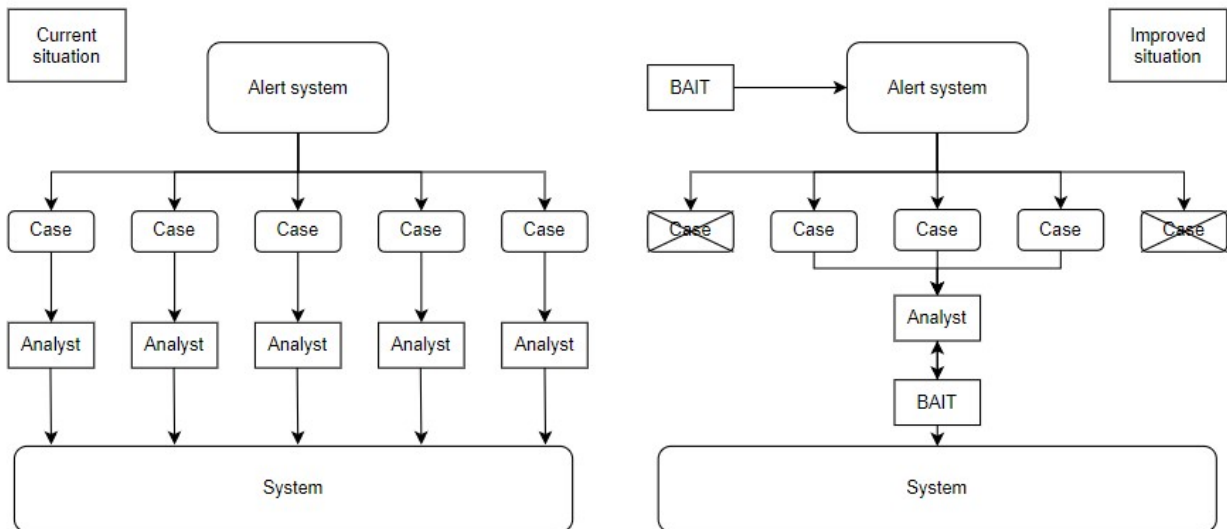 Current
situation
Alert system
Case Case Case Case Case
Analyst Analyst Analyst Analyst Analyst
System
Improved
situation
BAIT
Alert system
Case Case Case Case Case
Analyst
BAIT
System